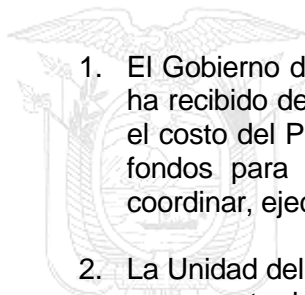 1. El Gobierno d
ha recibido de
el costo del P
fondos para
coordinar, ejec
2. La Unidad del